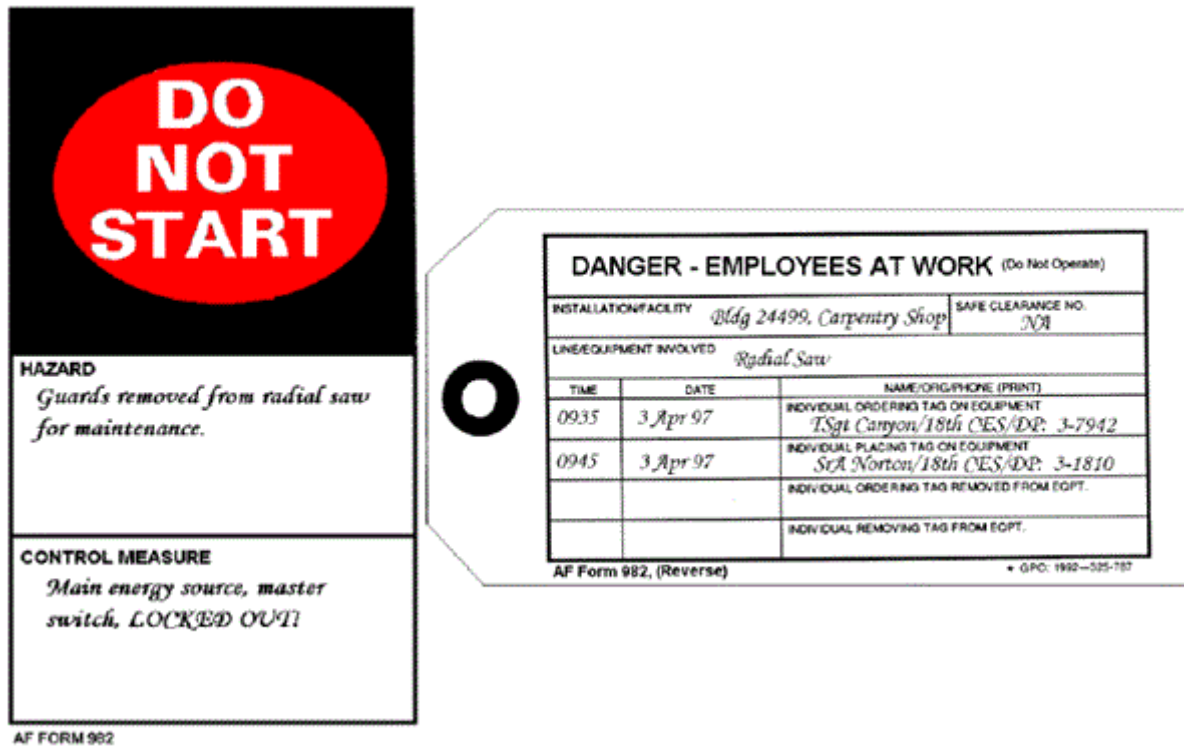 DO
NOT
START
HAZARD
Guards removed from radial saw
for maintenance.
CONTROL MEASURE
Main energy source, master
switch, LOCKED OUT!
AF FORM 982
DANGER - EMPLOYEES AT WORK (Do Not Operate)
INSTALLATION/FACILITY Bldg 24499, Carpentry Shop
SAFE CLEARANCE NO.
NA
LINE/EQUIPMENT INVOLVED Radial Saw
TIME DATE NAME/ORG/PHONE (PRINT)
INDIVIDUAL ORDERING TAG ON EQUIPMENT
0935 3 Apr 97 TSgt Canyon/18th CES/DP: 3-7942
INDIVIDUAL PLACING TAG ON EQUIPMENT
0945 3 Apr 97 SrA Norton/18th CES/DP: 3-1810
INDIVIDUAL ORDERING TAG REMOVED FROM EQPT.
INDIVIDUAL REMOVING TAG FROM EQPT.
AF Form 982, (Reverse) ★ GPO: 1992—325-787